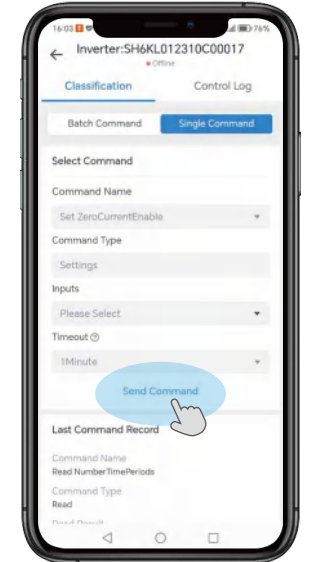 16:03 76%
← Inverter:SH6KL012310C00017
Offline
Classification Control Log
Batch Command Single Command
Select Command
Command Name
Set ZeroCurrentEnable
Command Type
Settings
Inputs
Please Select
Timeout
1Minute
Send Command
Last Command Record
Command Name
Read NumberTimePeriods
Command Type
Read
Read Result